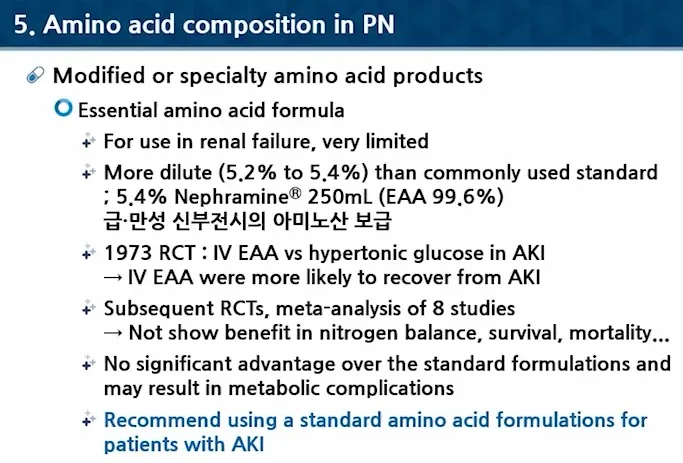 5. Amino acid composition in PN
Modified or specialty amino acid products
Essential amino acid formula
For use in renal failure, very limited
More dilute (5.2% to 5.4%) than commonly used standard
; 5.4% Nephramine® 250mL (EAA 99.6%)
급·만성 신부전시의 아미노산 보급
1973 RCT : IV EAA vs hypertonic glucose in AKI
→ IV EAA were more likely to recover from AKI
Subsequent RCTs, meta-analysis of 8 studies
→ Not show benefit in nitrogen balance, survival, mortality...
No significant advantage over the standard formulations and
may result in metabolic complications
Recommend using a standard amino acid formulations for
patients with AKI